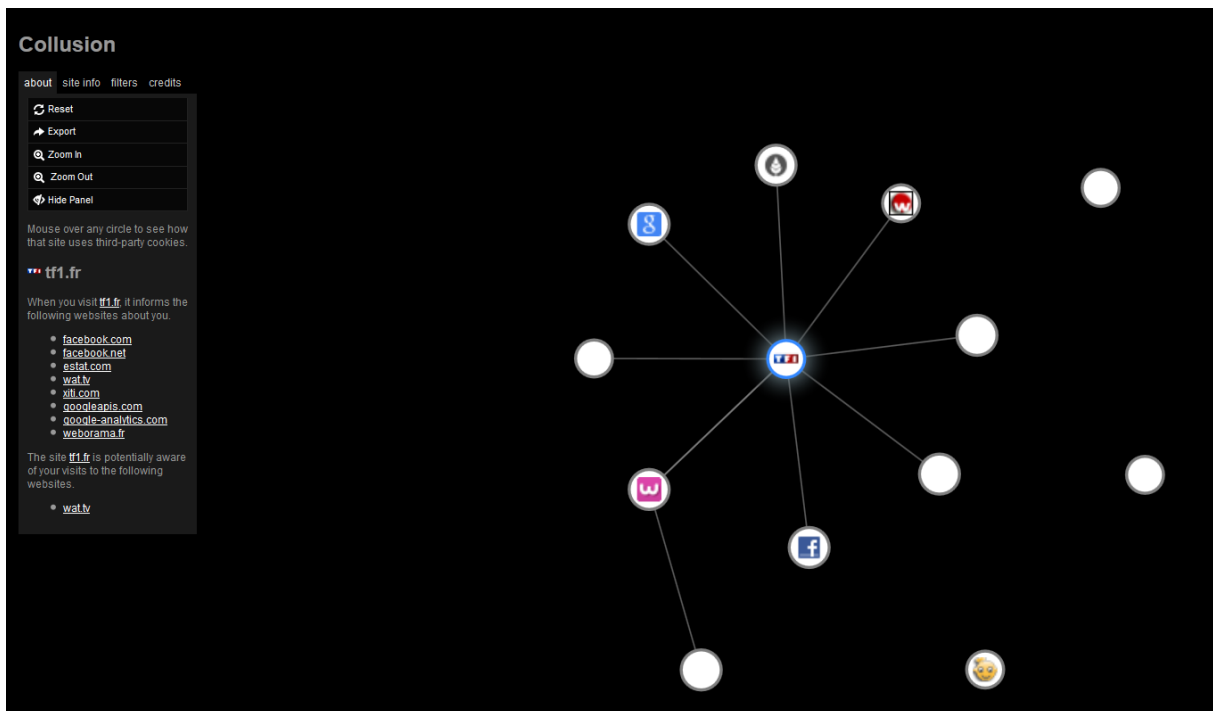 Collusion
about site info filters credits
Reset
Export
Zoom In
Zoom Out
Hide Panel
Mouse over any circle to see how
that site uses third-party cookies.
TF1 tf1.fr
When you visit tf1.fr, it informs the
following websites about you.
facebook.com
facebook.net
estat.com
wat.tv
xiti.com
googleapis.com
google-analytics.com
weborama.fr
The site tf1.fr is potentially aware
of your visits to the following
websites.
wat.tv
g
w
TF1
w
f